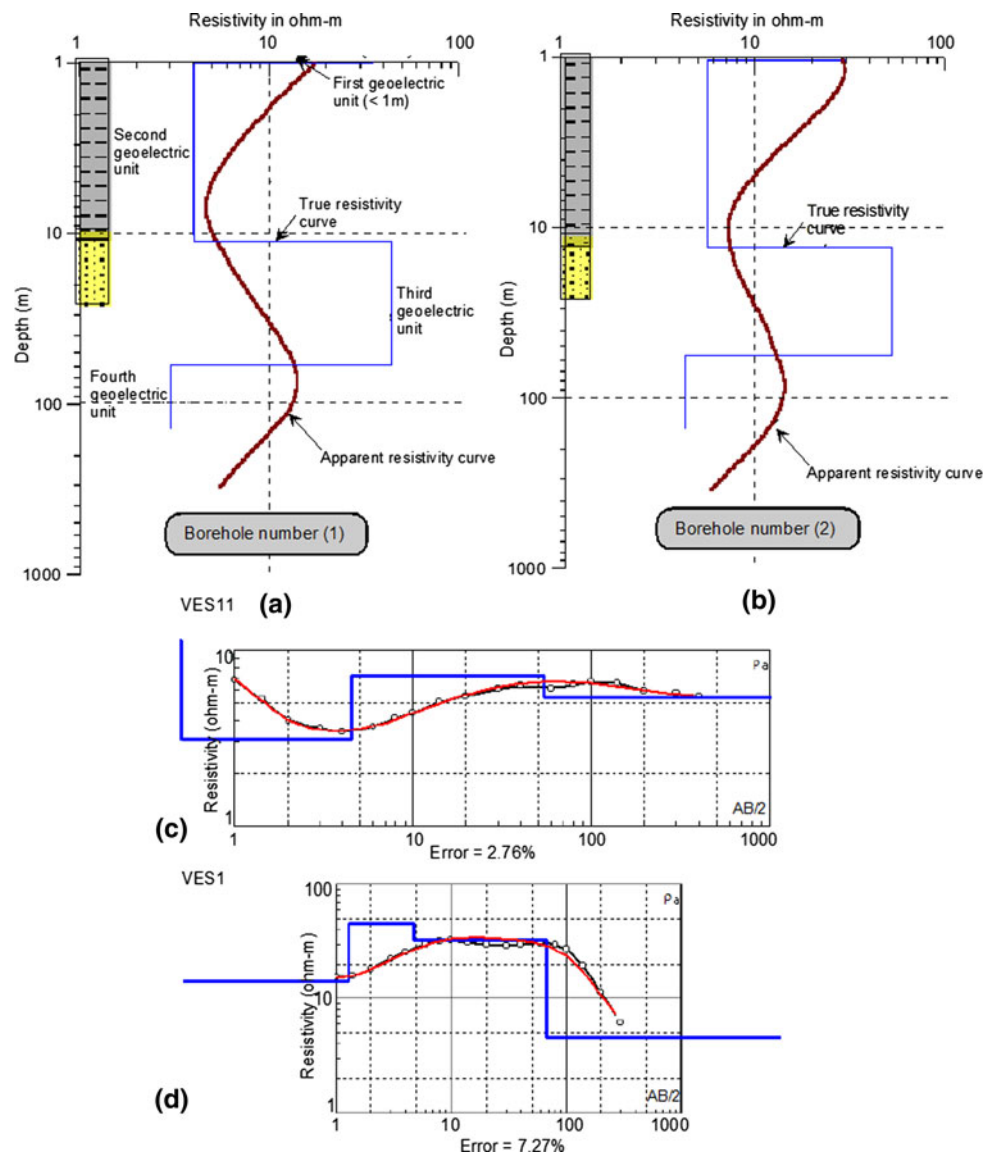 Resistivity in ohm-m
1 10 100
1
10
100
1000
Depth (m)
First geoelectric
unit (< 1m)
Second
geoelectric
unit
True resistivity
curve
Third
geoelectric
unit
Fourth
geoelectric
unit
Apparent resistivity curve
Borehole number (1)
(a)
Resistivity in ohm-m
1 10 100
1
10
100
1000
Depth (m)
True resistivity
curve
Apparent resistivity curve
Borehole number (2)
(b)
VES11
10
1
Resistivity (ohm-m)
Pa
AB/2
1 10 100 1000
Error = 2.76%
(c)
VES1
100
10
1
Resistivity (ohm-m)
ρa
AB/2
1 10 100 1000
Error = 7.27%
(d)